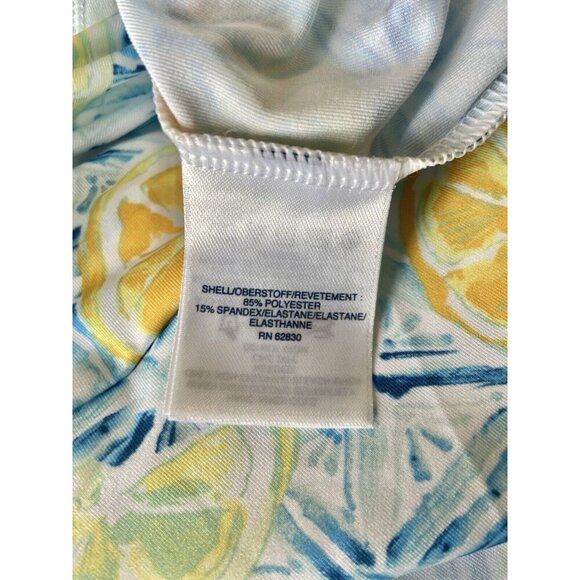 SHELL/OBERSTOFF/REVETEMENT :
85% POLYESTER
15% SPANDEX/ELASTANE/ELASTANE/
ELASTHANNE
RN 62830